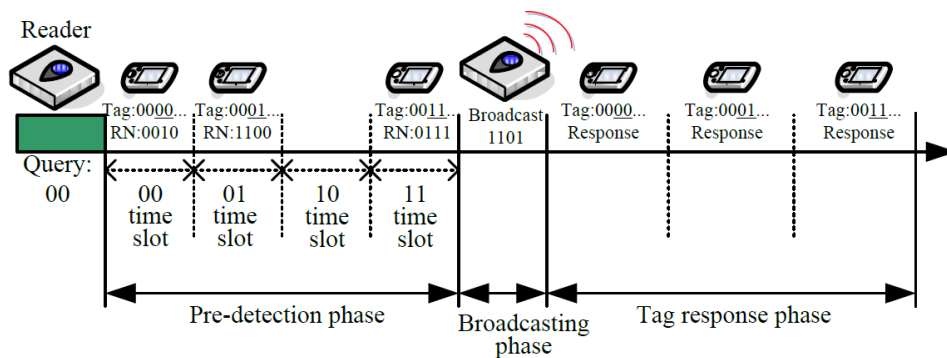 Reader
Tag:0000...
RN:0010
Tag:0001...
RN:1100
Tag:0011...
RN:0111
Broadcast
1101
Tag:0000...
Response
Tag:0001...
Response
Tag:0011...
Response
Query:
00
00
time
slot
01
time
slot
10
time
slot
11
time
slot
Pre-detection phase
Broadcasting
phase
Tag response phase